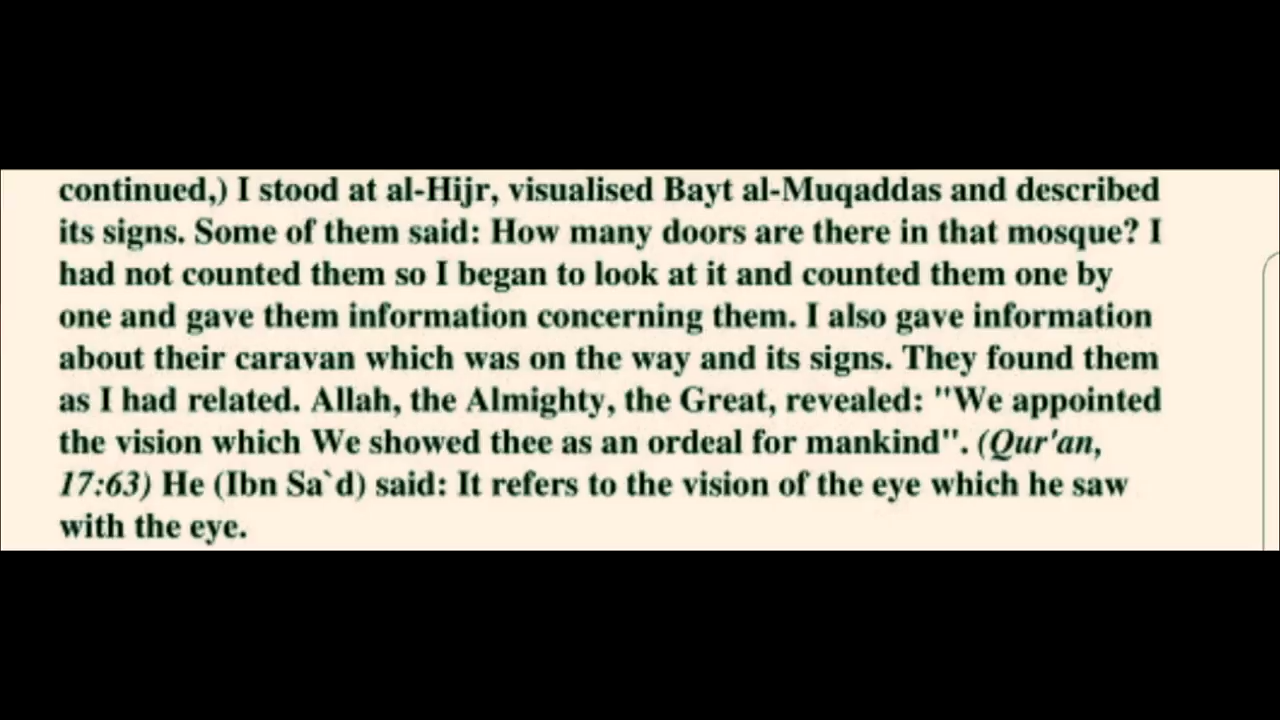 continued,) I stood at al-Hijr, visualised Bayt al-Muqaddas and described
its signs. Some of them said: How many doors are there in that mosque? I
had not counted them so I began to look at it and counted them one by
one and gave them information concerning them. I also gave information
about their caravan which was on the way and its signs. They found them
as I had related. Allah, the Almighty, the Great, revealed: "We appointed
the vision which We showed thee as an ordeal for mankind". (Qur'an,
17:63) He (Ibn Sa`d) said: It refers to the vision of the eye which he saw
with the eye.